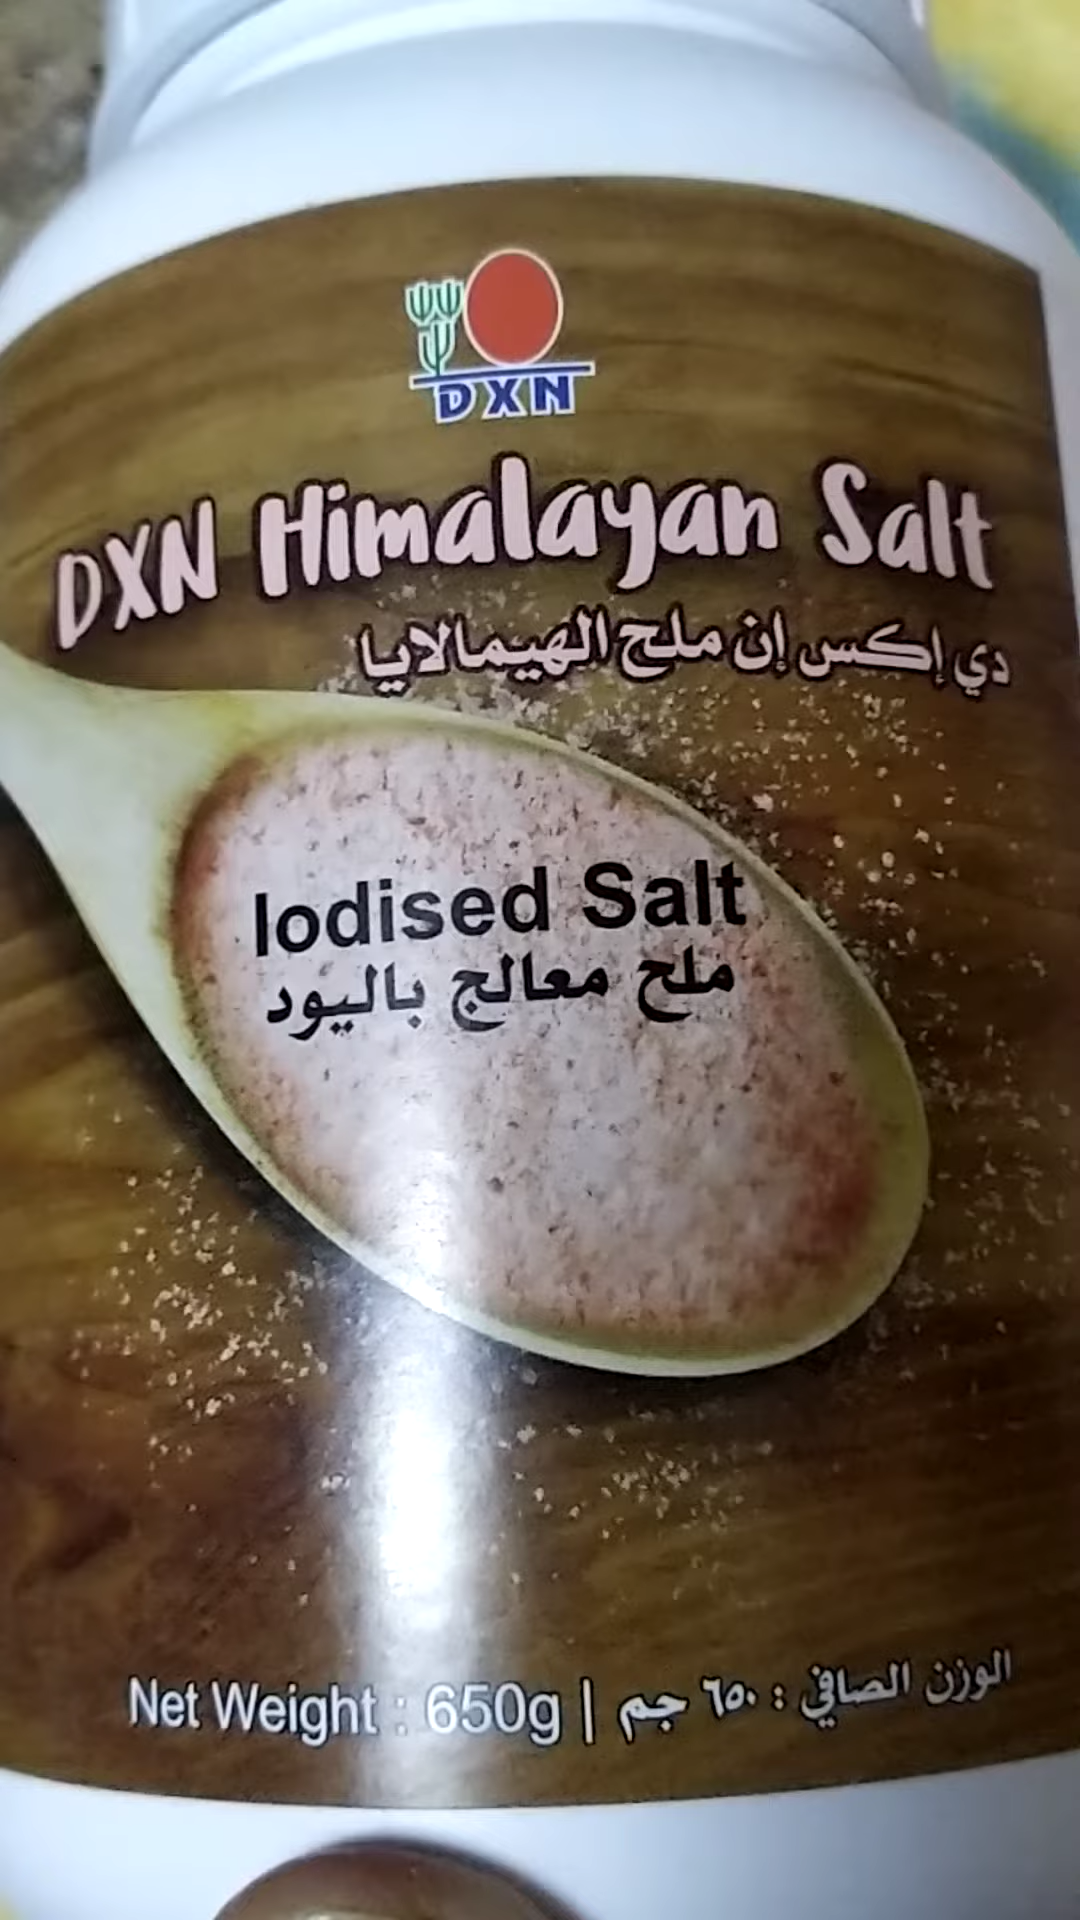 DXN
DXN Himalayan Salt
دي إكس إن ملح الهيمالايا
Iodised Salt
ملح معالج باليود
Net Weight : 650g | الوزن الصافي : ٦٥٠ جم